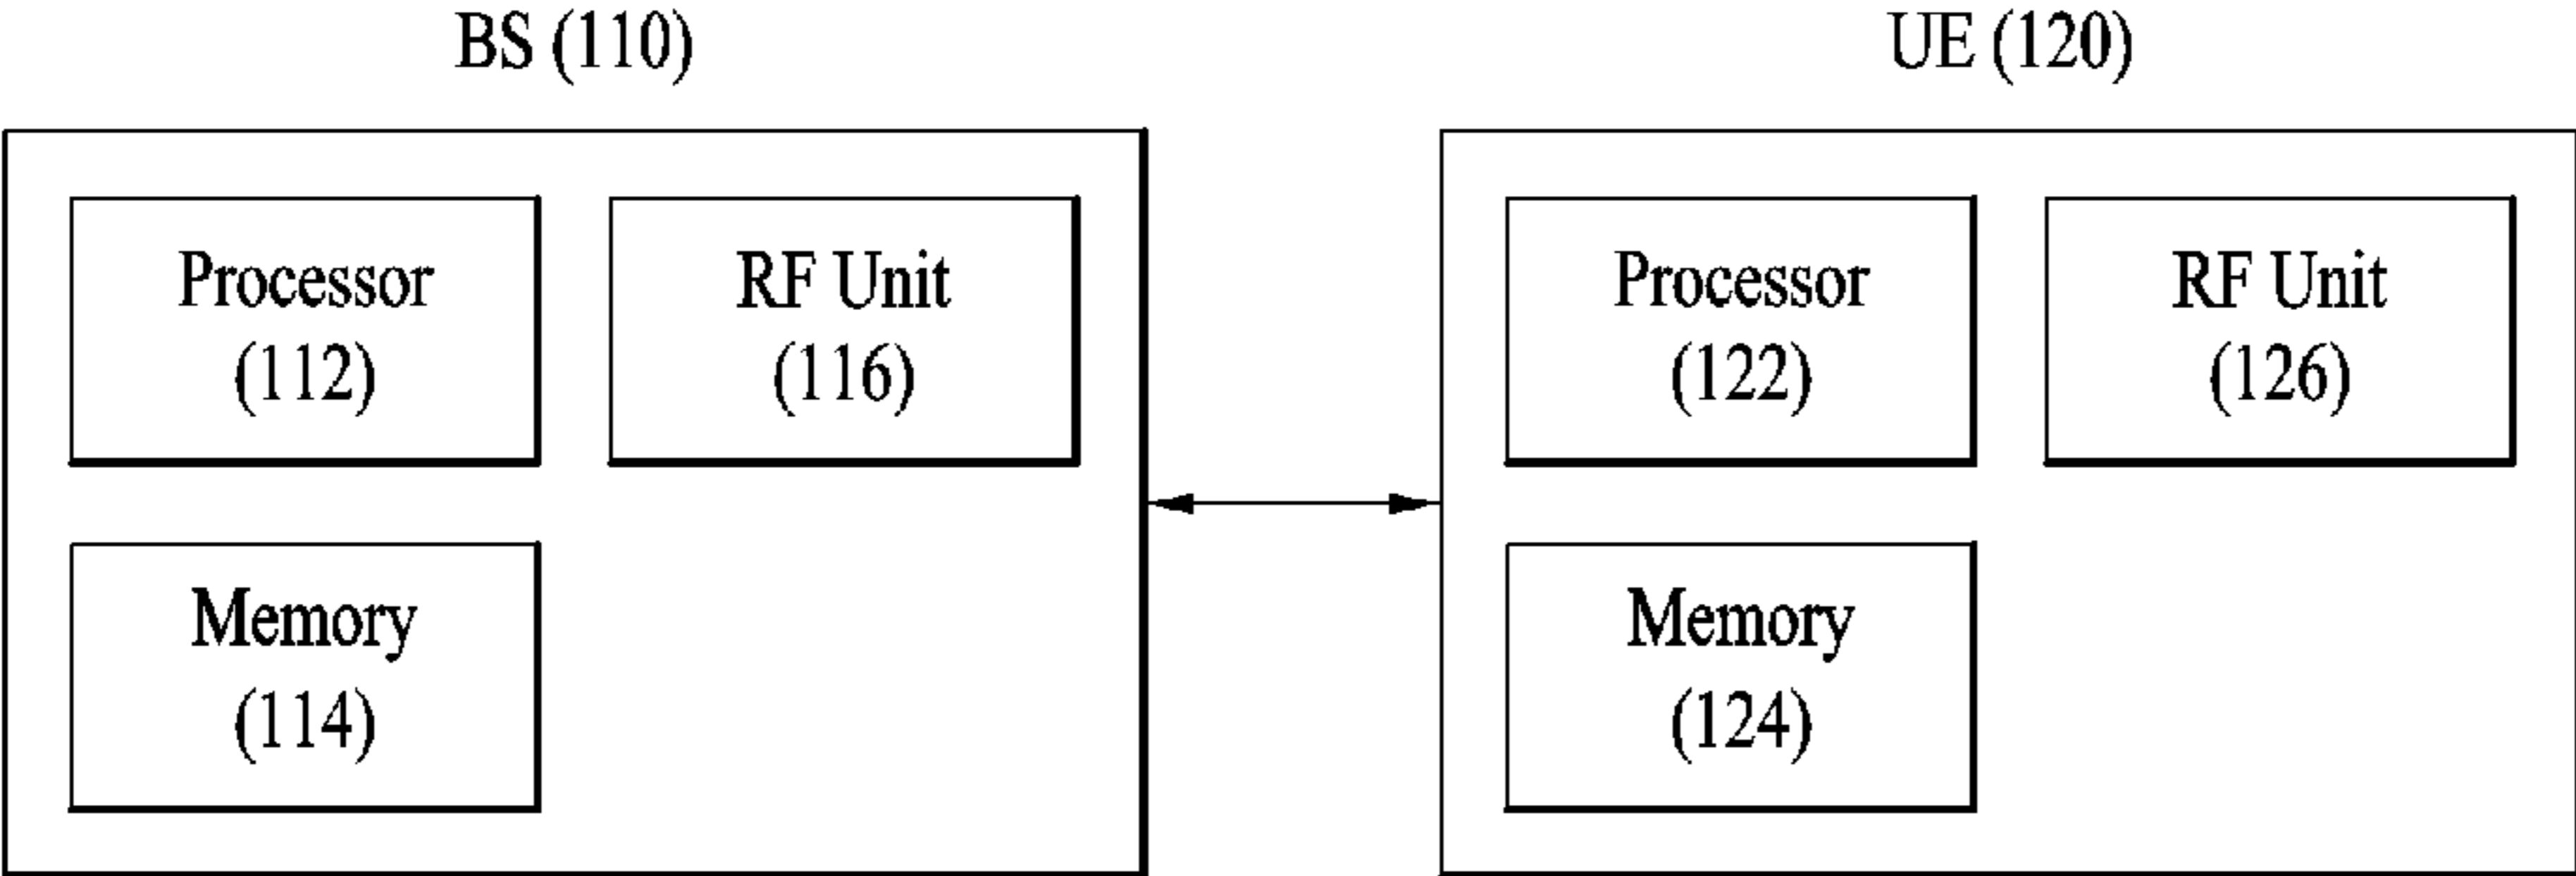 BS (110)
UE (120)
Processor
(112)
RF Unit
(116)
Memory
(114)
Processor
(122)
RF Unit
(126)
Memory
(124)